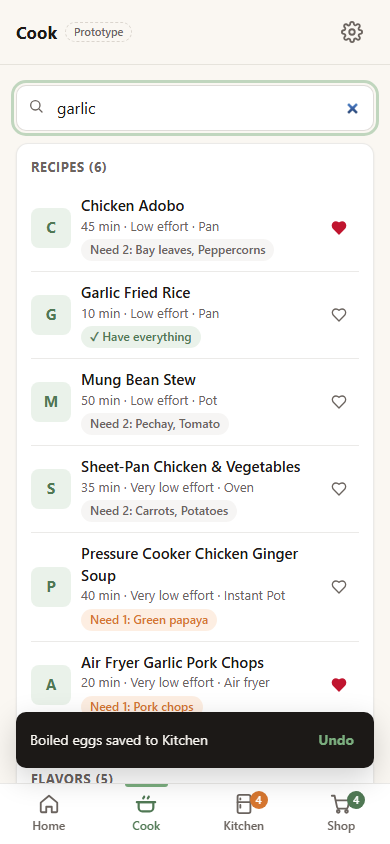 Cook Prototype
garlic
RECIPES (6)
C
Chicken Adobo
45 min · Low effort · Pan
Need 2: Bay leaves, Peppercorns
G
Garlic Fried Rice
10 min · Low effort · Pan
✓ Have everything
M
Mung Bean Stew
50 min · Low effort · Pot
Need 2: Pechay, Tomato
S
Sheet-Pan Chicken & Vegetables
35 min · Very low effort · Oven
Need 2: Carrots, Potatoes
P
Pressure Cooker Chicken Ginger
Soup
40 min · Very low effort · Instant Pot
Need 1: Green papaya
A
Air Fryer Garlic Pork Chops
20 min · Very low effort · Air fryer
Need 1: Pork chops
Boiled eggs saved to Kitchen Undo
FLAVORS (5)
4 4
Home Cook Kitchen Shop